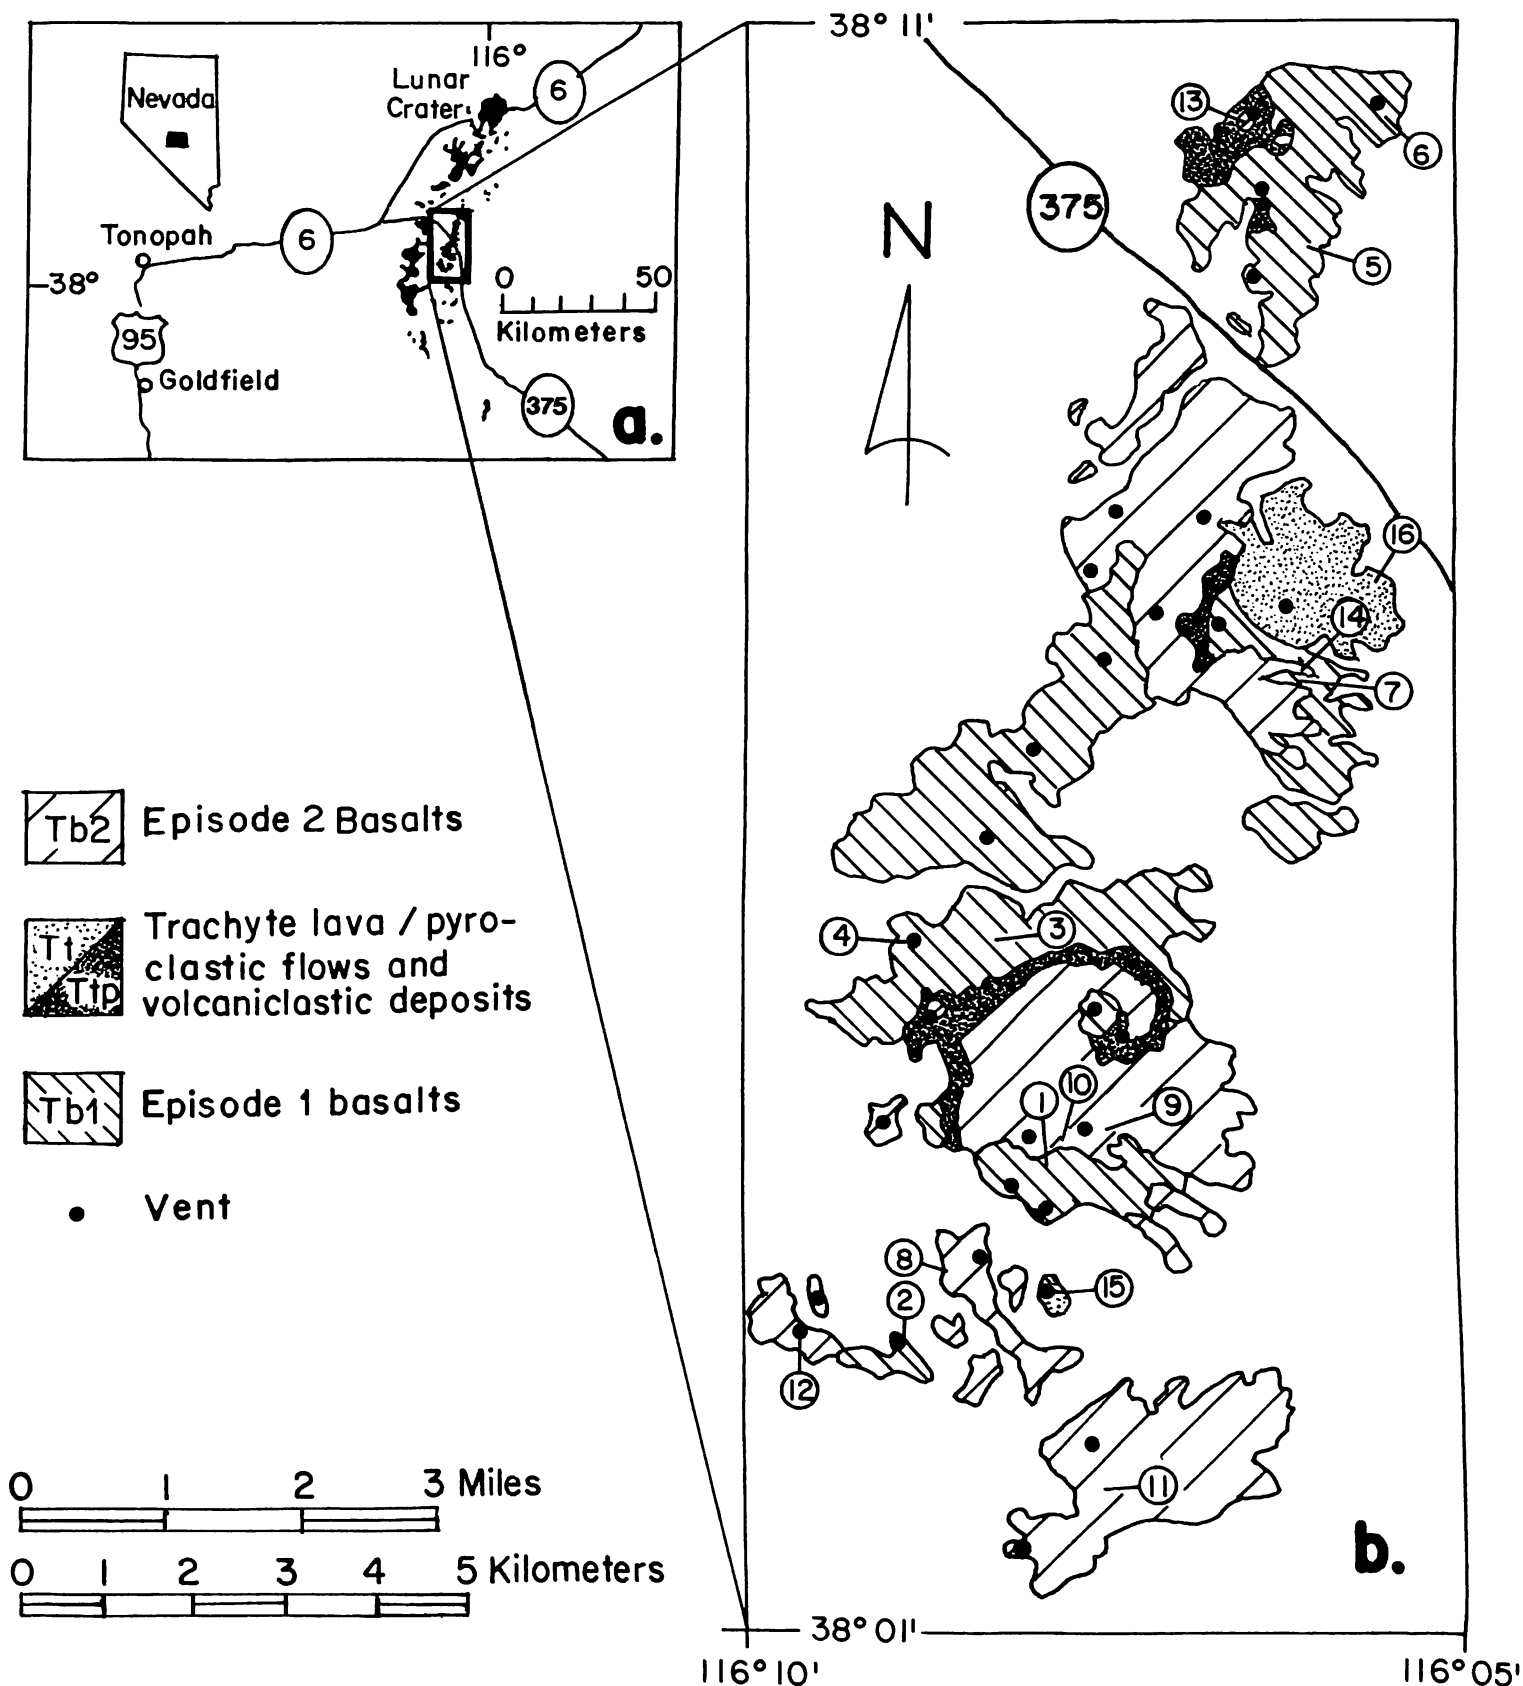 116°
Lunar
Crater
6
Nevada
Tonopah
6
38°
0 50
Kilometers
95
Goldfield
375
a.
38° 11'
13
6
375
N
5
16
14
7
Tb2 Episode 2 Basalts
Tt
Ttp
Trachyte lava / pyro-
clastic flows and
volcaniclastic deposits
Tb1 Episode 1 basalts
Vent
4
3
1
10
9
8
2
15
12
11
0 1 2 3 Miles
0 1 2 3 4 5 Kilometers
b.
38° 01'
116° 10' 116° 05'